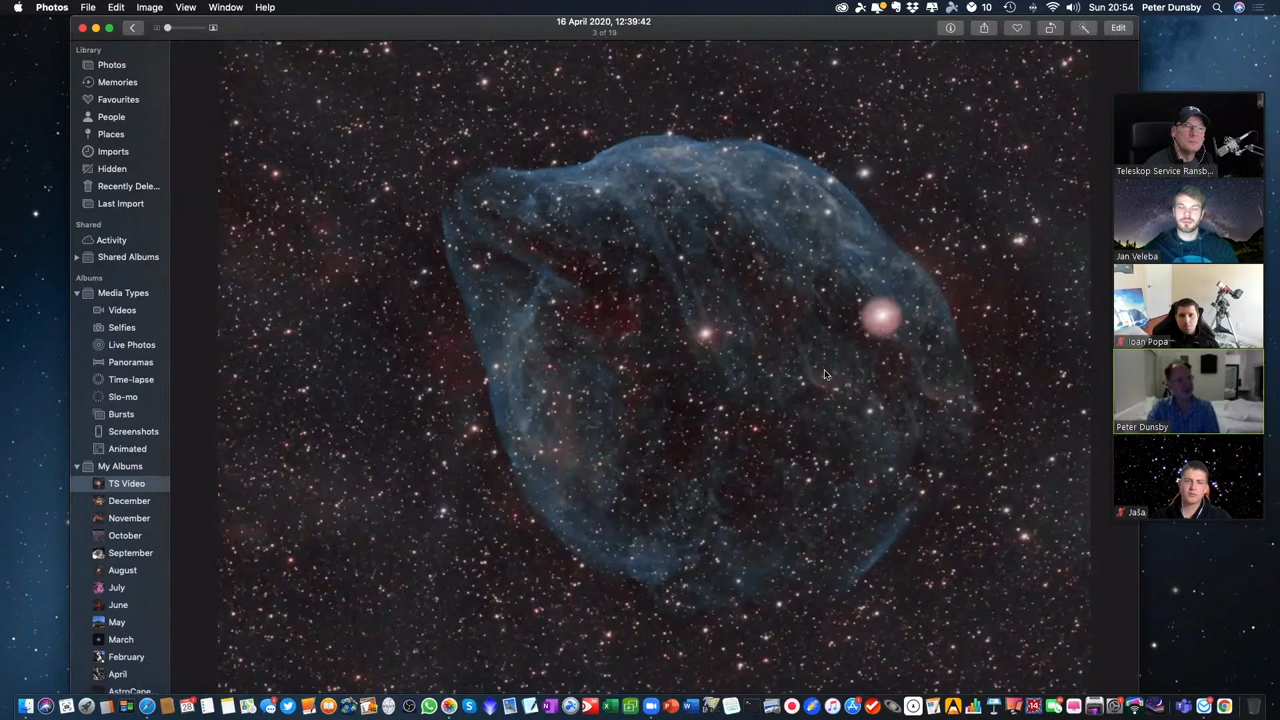 Photos File Edit Image View Window Help 10 Sun 20:54 Peter Dunsby
16 April 2020, 12:39:42
3 of 19
Edit
Library
Photos
Memories
Favourites
People
Places
Imports
Hidden
Recently Dele...
Last Import
Shared
Activity
Shared Albums
Albums
Media Types
Videos
Selfies
Live Photos
Panoramas
Time-lapse
Slo-mo
Bursts
Screenshots
Animated
My Albums
TS Video
December
November
October
September
August
July
June
May
March
February
April
AstroCape
Teleskop Service Ransb...
Jan Veleba
Ioan Popa
Peter Dunsby
Jaša